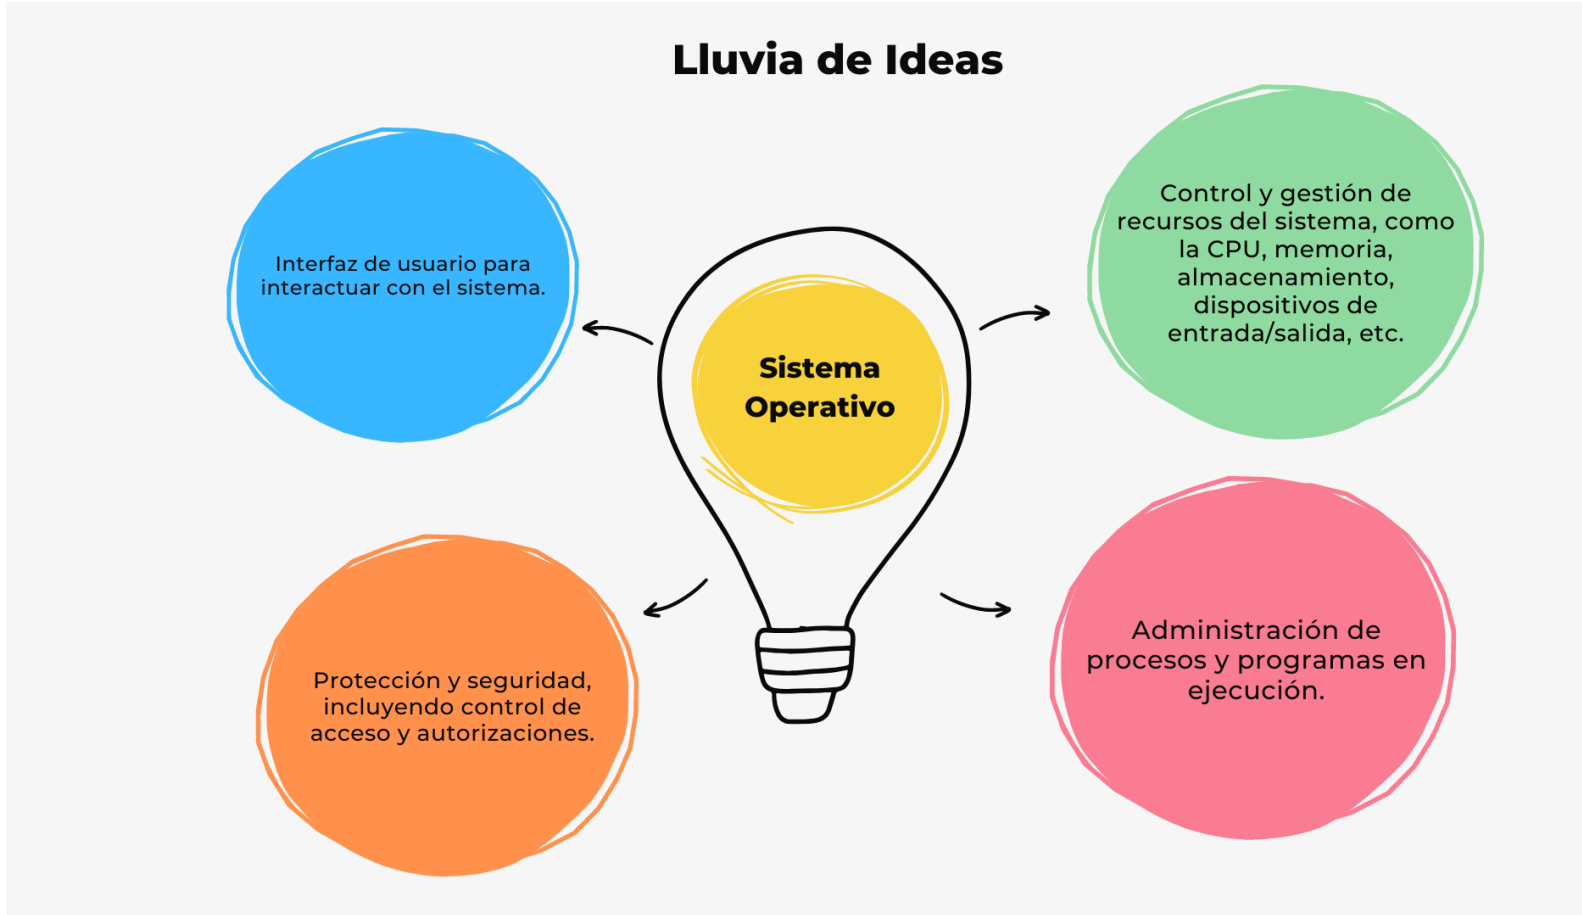 Lluvia de Ideas
Interfaz de usuario para
interactuar con el sistema.
Control y gestión de
recursos del sistema, como
la CPU, memoria,
almacenamiento,
dispositivos de
entrada/salida, etc.
Sistema
Operativo
Protección y seguridad,
incluyendo control de
acceso y autorizaciones.
Administración de
procesos y programas en
ejecución.